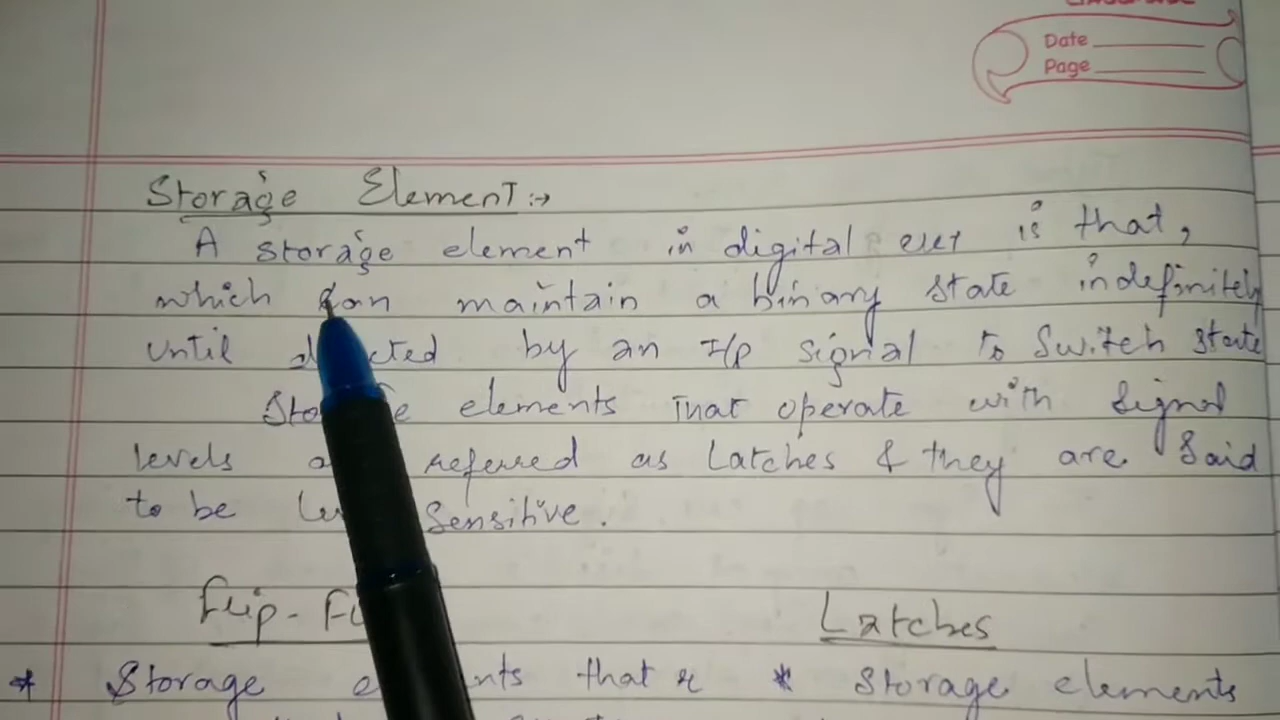 Date
Page
Storage Element :→
A storage element in digital is that,
which can maintain a binary state indefinitely
until by an I/p signal to switch state
elements that operate with signal
levels referred as Latches & they are said
to be sensitive.
Flip- Latches
* Storage that * Storage elements